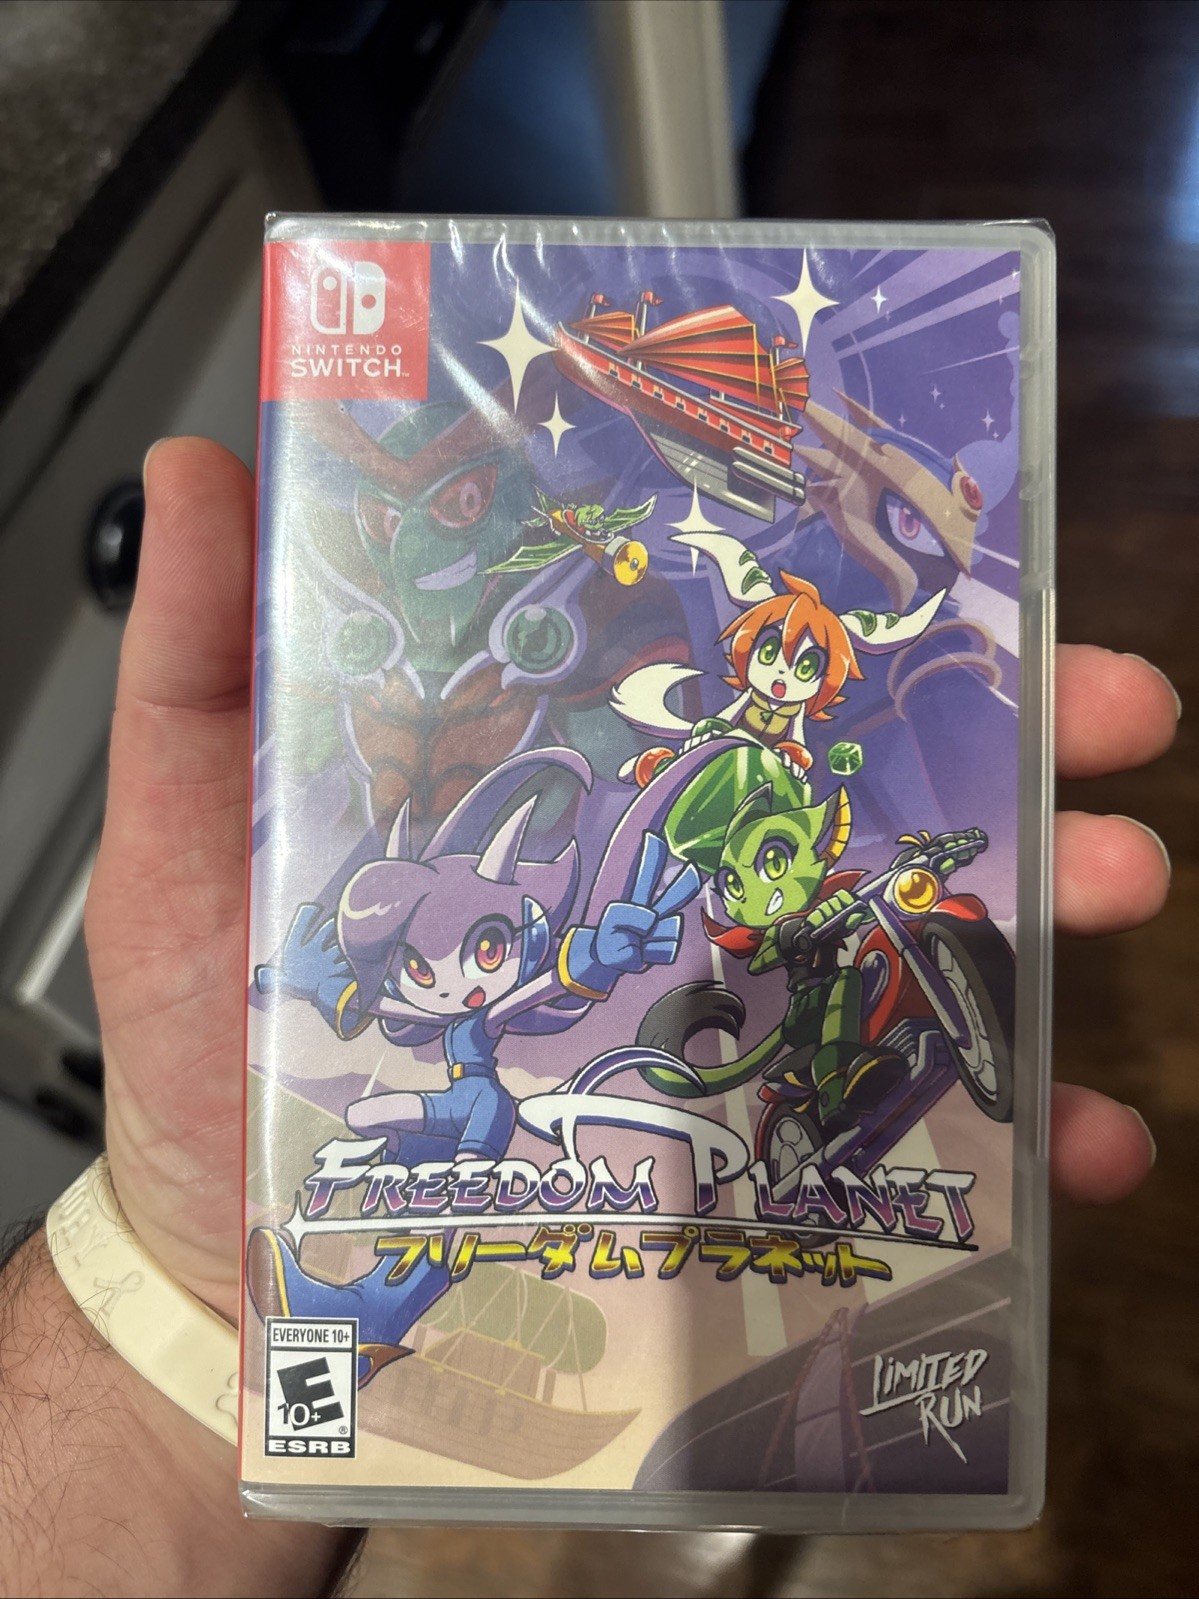 NINTENDO
SWITCH™
FREEDOM PLANET
フリーダムプラネット
EVERYONE 10+
E
10+
®
ESRB
LIMITED
RUN